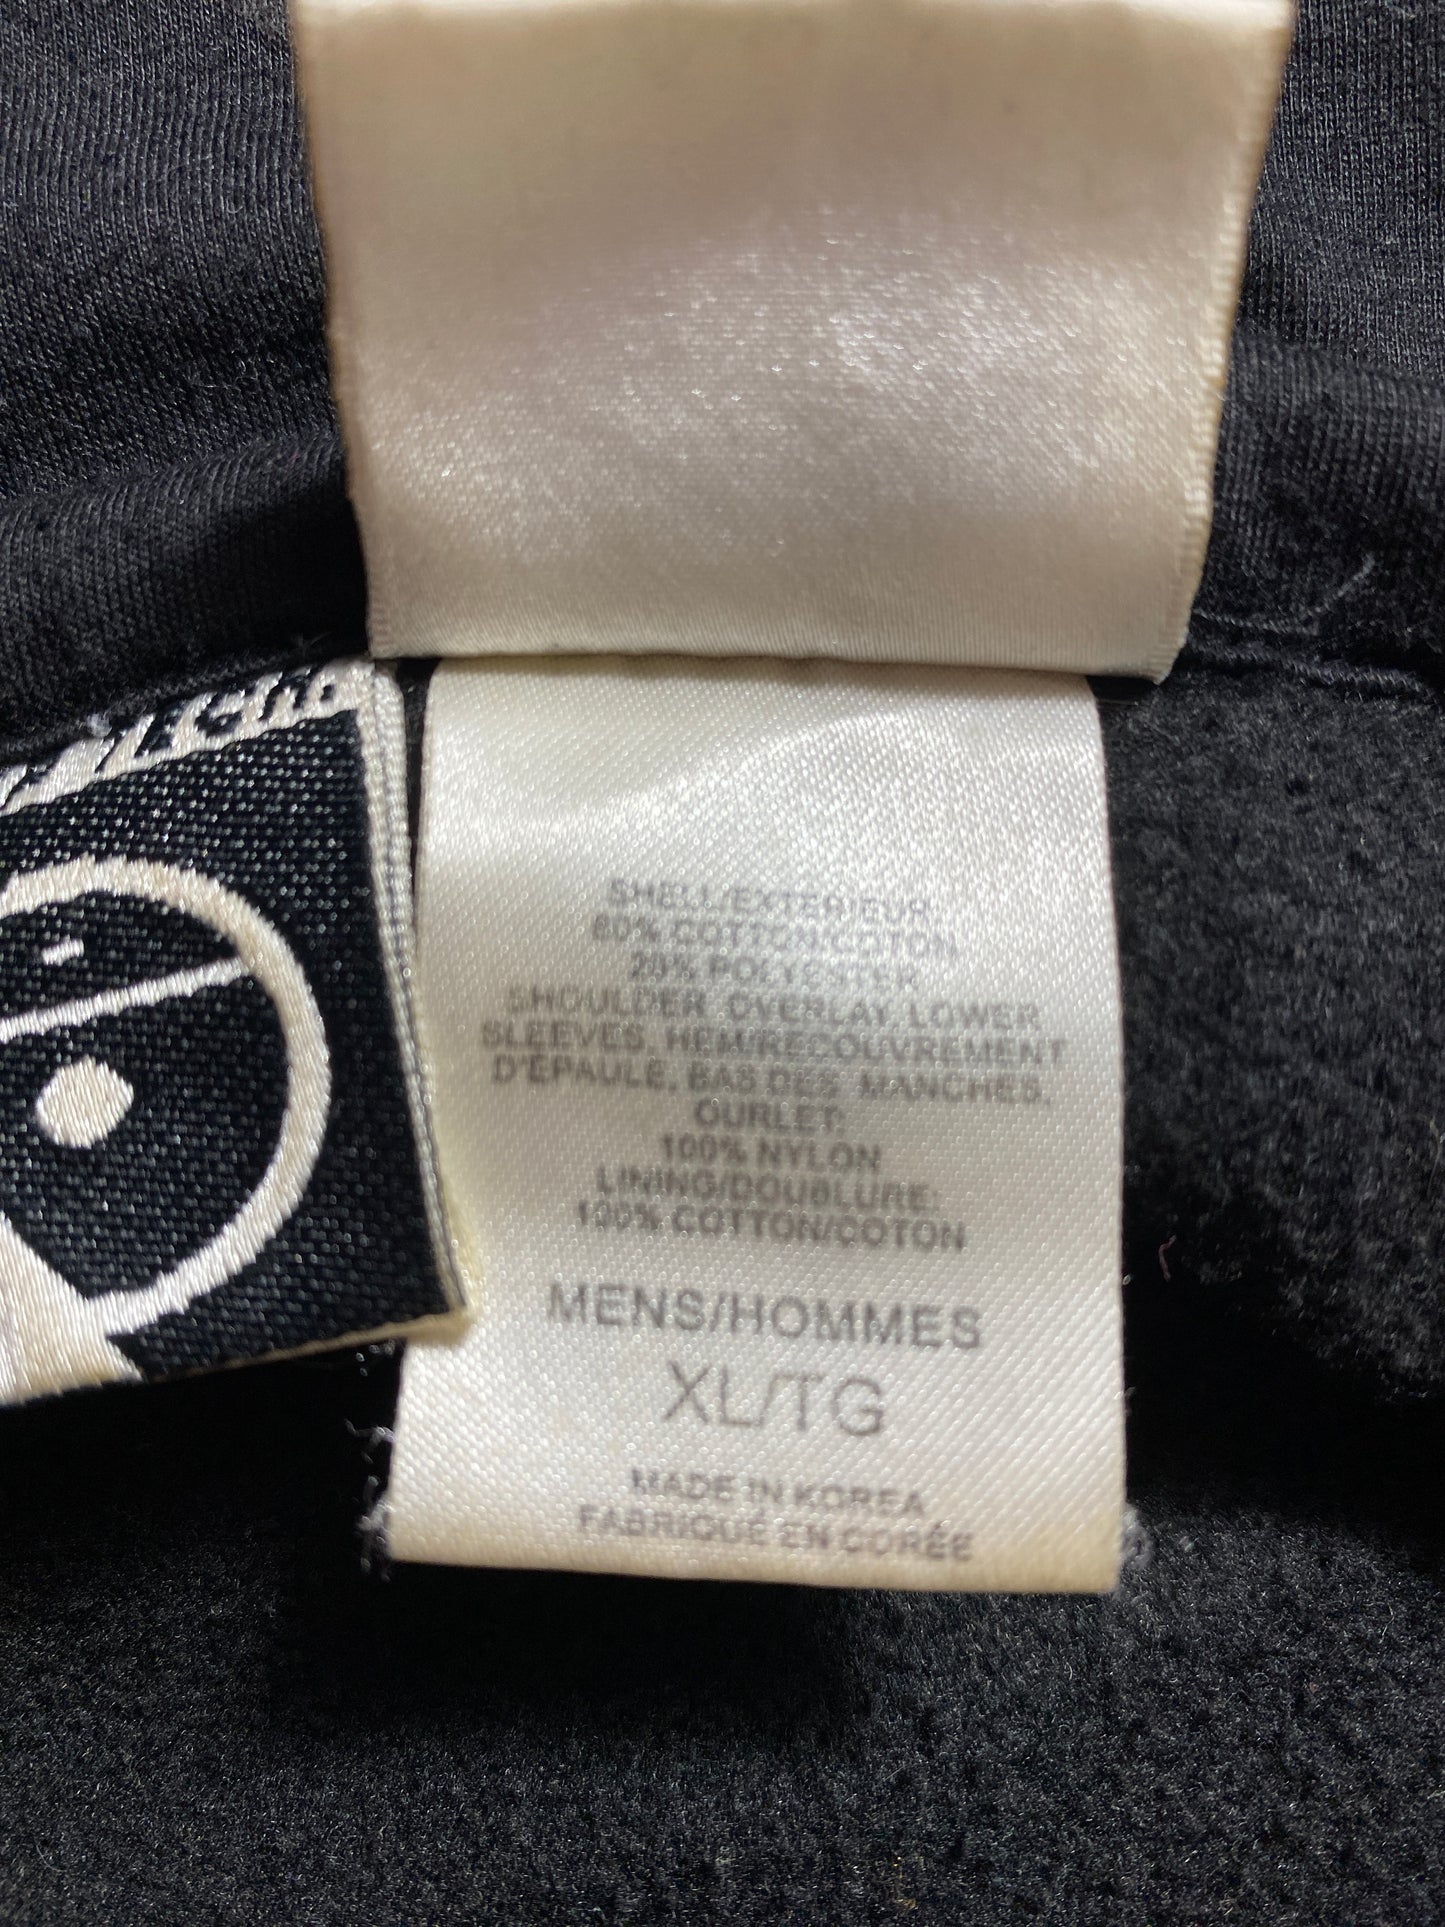 SHELL/EXTERIEUR
80% COTTON/COTON
20% POLYESTER
SHOULDER, OVERLAY, LOWER
SLEEVES, HEM/RECOUVREMENT
D'ÉPAULE, BAS DES MANCHES,
OURLET:
100% NYLON
LINING/DOUBLURE:
100% COTTON/COTON
MENS/HOMMES
XL/TG
MADE IN KOREA
FABRIQUÉ EN CORÉE